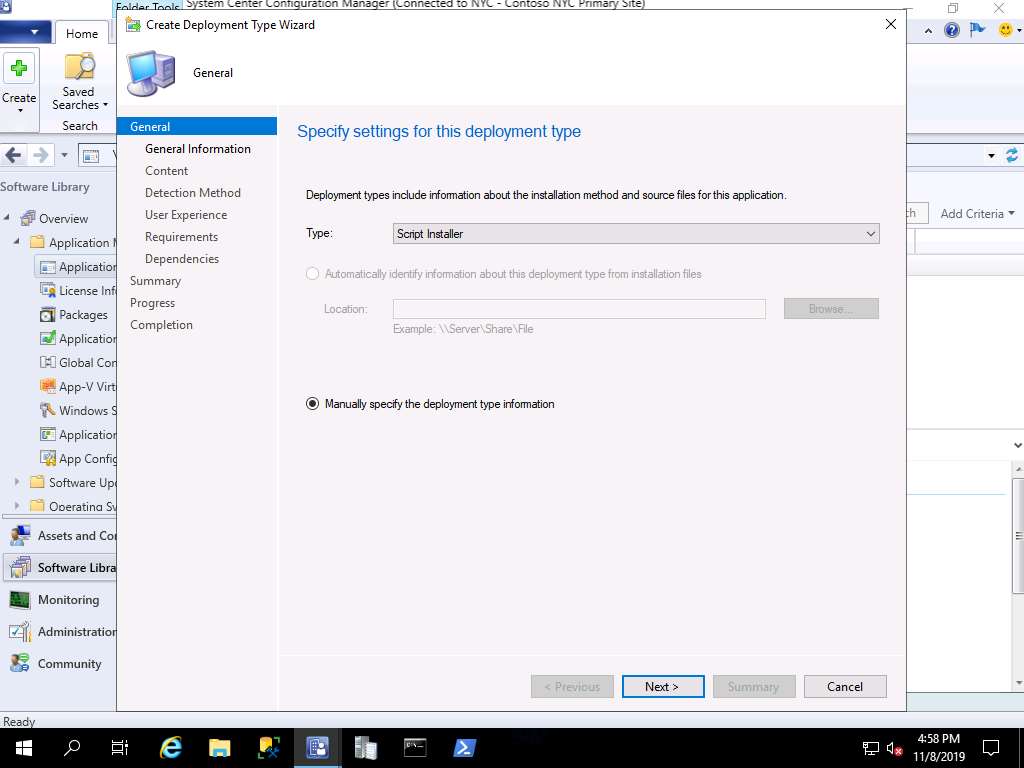 Folder Tools
System Center Configuration Manager (Connected to NYC - Contoso NYC Primary Site)
Create Deployment Type Wizard
Home
General
Create
Saved
Searches
Search
General
General Information
Content
Detection Method
User Experience
Requirements
Dependencies
Summary
Progress
Completion
Specify settings for this deployment type
Deployment types include information about the installation method and source files for this application.
Type:
Script Installer
Automatically identify information about this deployment type from installation files
Location:
Browse...
Example: \\Server\Share\File
Manually specify the deployment type information
< Previous
Next >
Summary
Cancel
Software Library
Overview
Application M
Application
License Inf
Packages
Application
Global Con
App-V Virt
Windows S
Application
App Config
Software Upd
Operating Sy
Assets and Co
Software Libra
Monitoring
Administration
Community
ch
Add Criteria
Ready
4:58 PM
11/8/2019